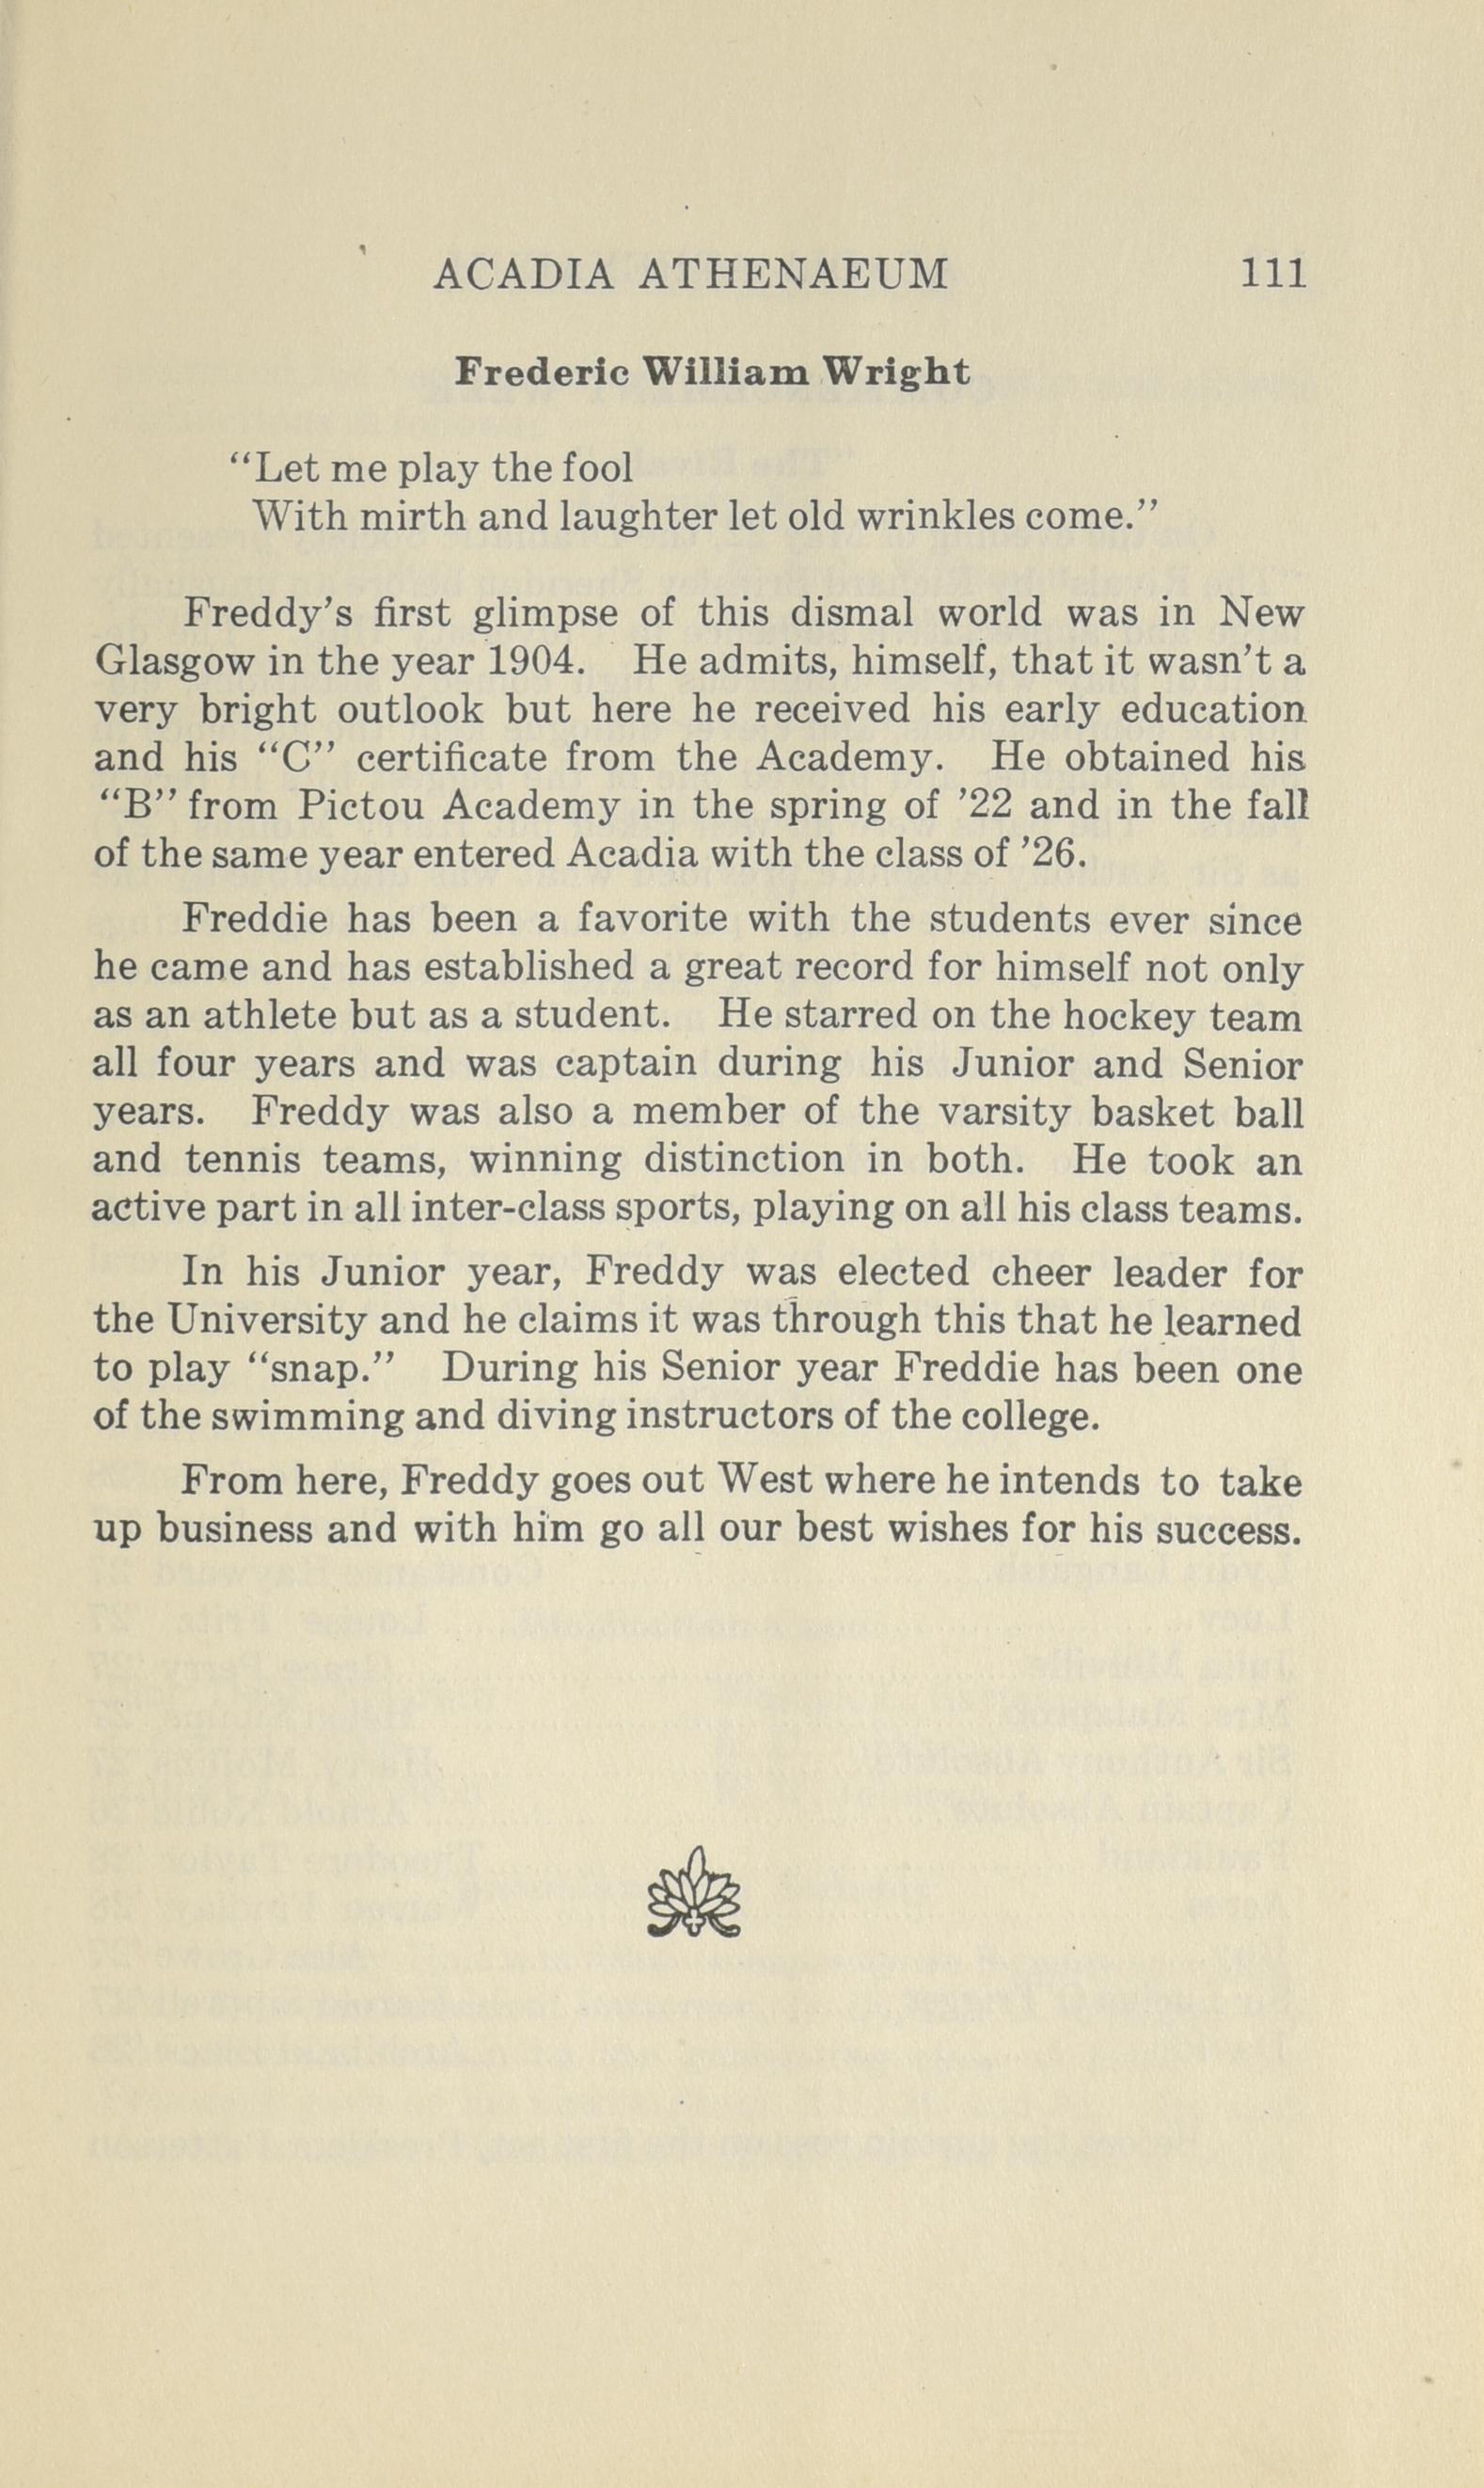 ACADIA ATHENAEUM 111
Frederic William Wright
“Let me play the fool
With mirth and laughter let old wrinkles come.”
Freddy’s first glimpse of this dismal world was in New
Glasgow in the year 1904. He admits, himself, that it wasn’t a
very bright outlook but here he received his early education
and his “C” certificate from the Academy. He obtained his
“B” from Pictou Academy in the spring of ’22 and in the fall
of the same year entered Acadia with the class of ’26.
Freddie has been a favorite with the students ever since
he came and has established a great record for himself not only
as an athlete but as a student. He starred on the hockey team
all four years and was captain during his Junior and Senior
years. Freddy was also a member of the varsity basket ball
and tennis teams, winning distinction in both. He took an
active part in all inter-class sports, playing on all his class teams.
In his Junior year, Freddy was elected cheer leader for
the University and he claims it was through this that he learned
to play “snap.” During his Senior year Freddie has been one
of the swimming and diving instructors of the college.
From here, Freddy goes out West where he intends to take
up business and with him go all our best wishes for his success.